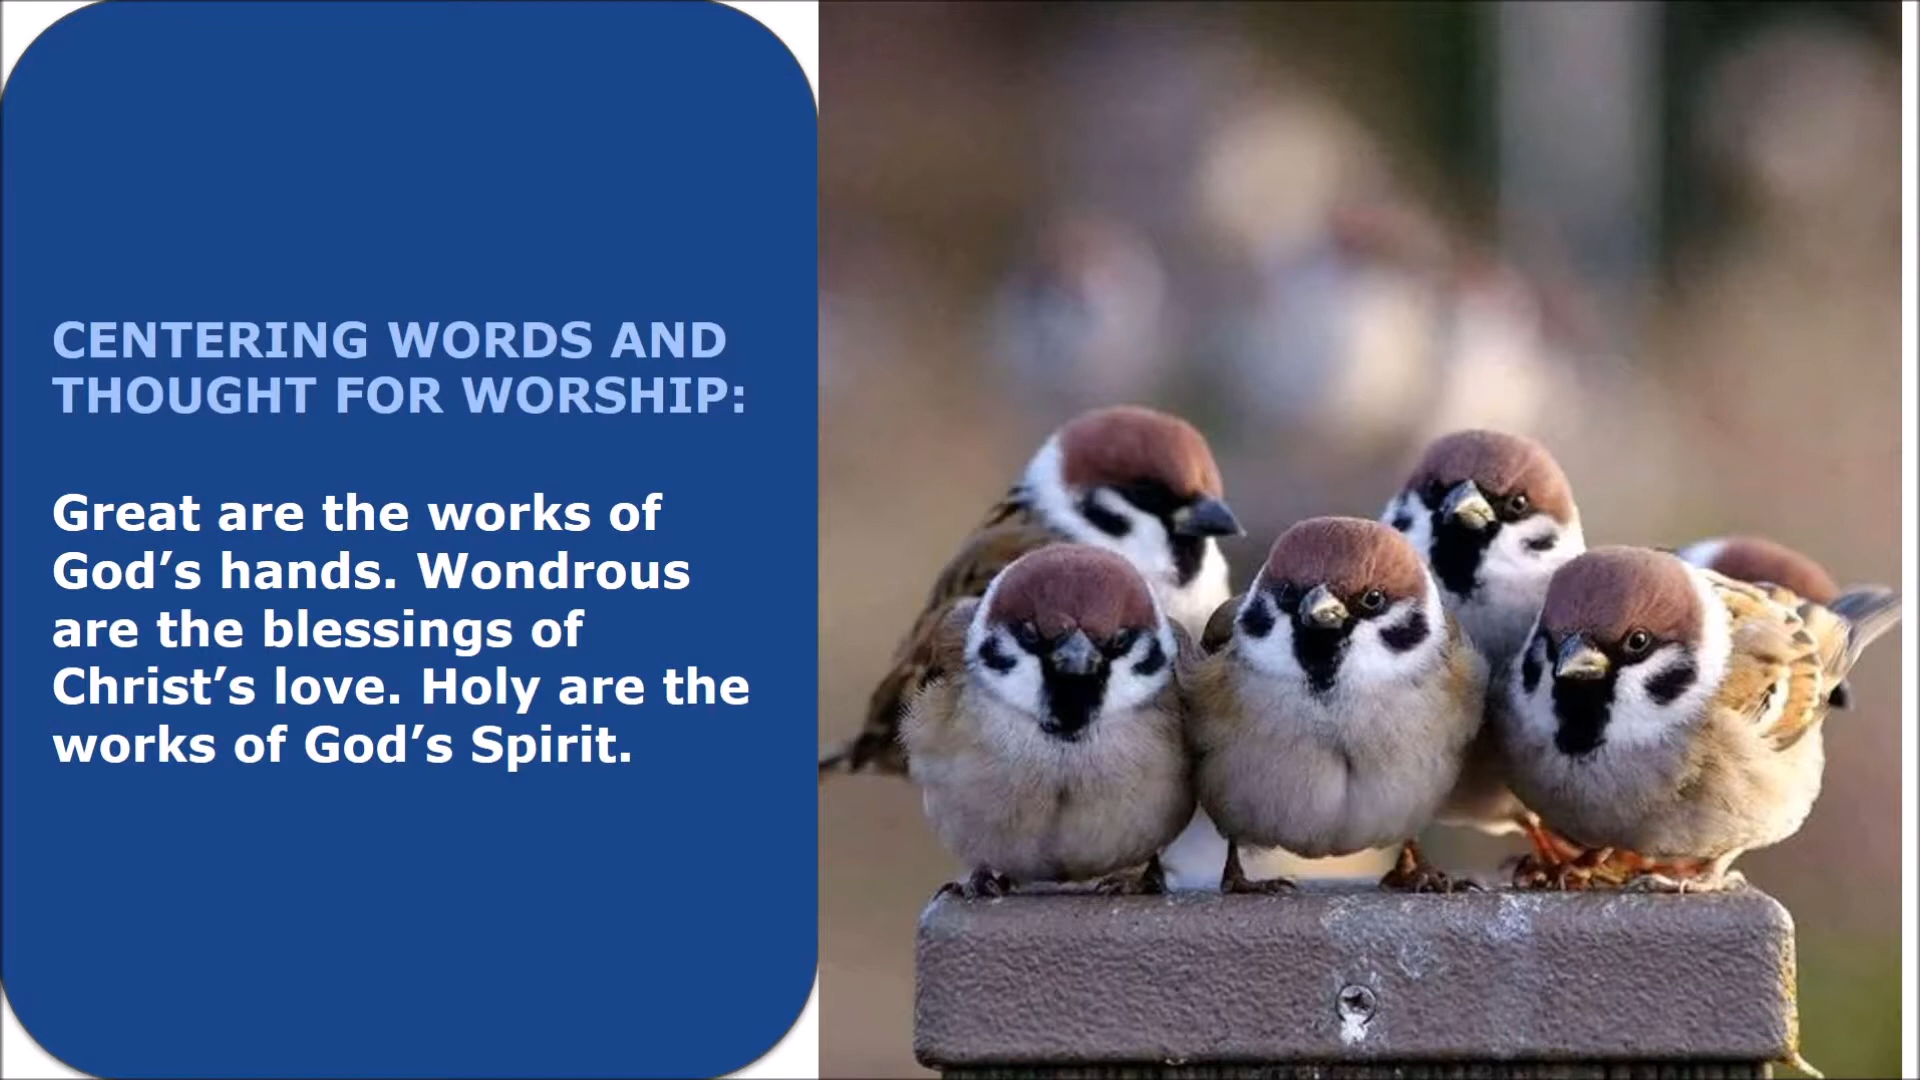 CENTERING WORDS AND
THOUGHT FOR WORSHIP:
Great are the works of
God’s hands. Wondrous
are the blessings of
Christ’s love. Holy are the
works of God’s Spirit.